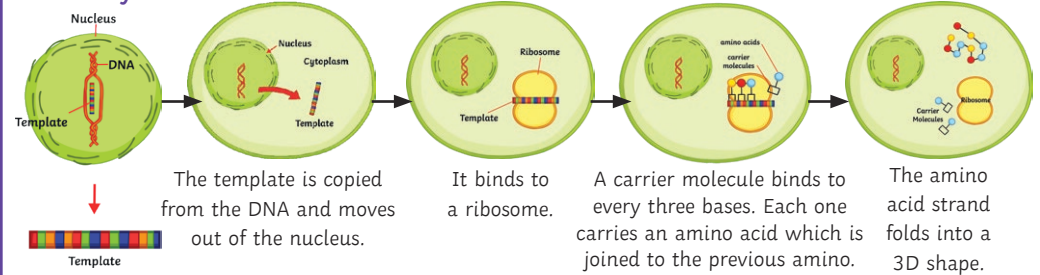 Nucleus
DNA
Template
Template
Nucleus
Cytoplasm
Template
The template is copied
from the DNA and moves
out of the nucleus.
Ribosome
Template
It binds to
a ribosome.
amino acids
carrier
molecules
A carrier molecule binds to
every three bases. Each one
carries an amino acid which is
joined to the previous amino.
Ribosome
Carrier
Molecules
The amino
acid strand
folds into a
3D shape.